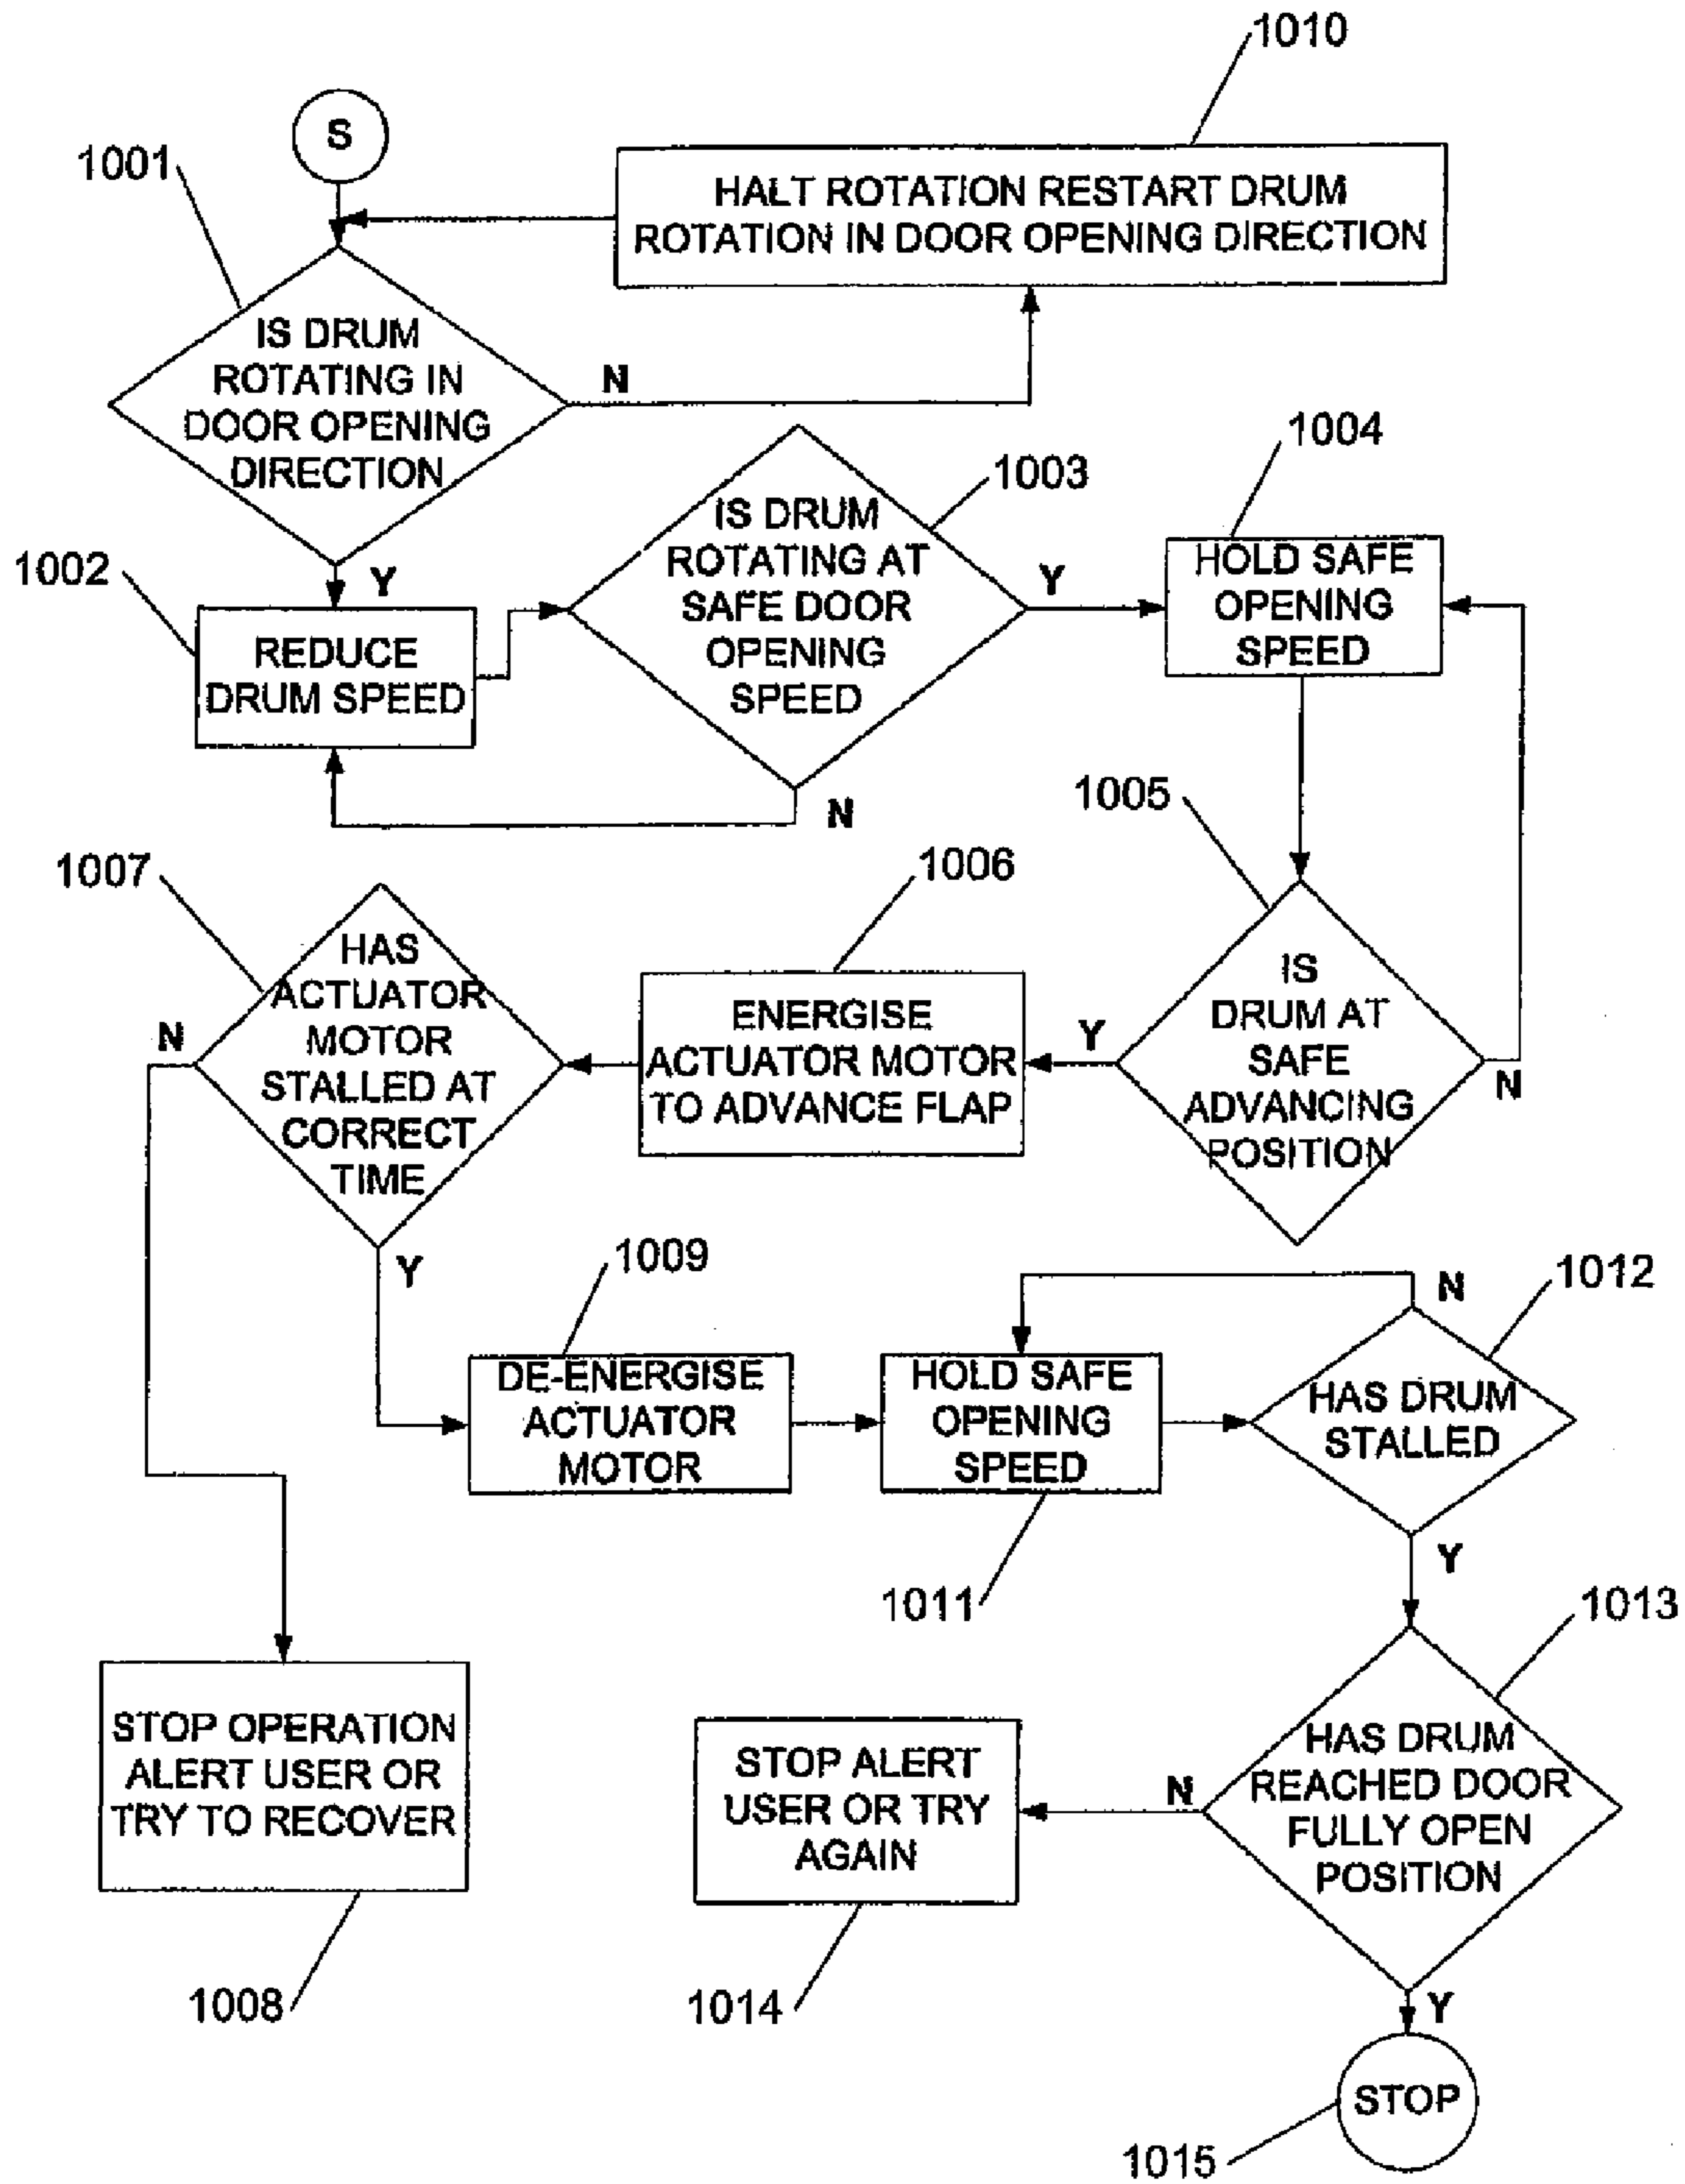 1010
S
1001
HALT ROTATION RESTART DRUM
ROTATION IN DOOR OPENING DIRECTION
IS DRUM
ROTATING IN
DOOR OPENING
DIRECTION
N
Y
1002
REDUCE
DRUM SPEED
1003
IS DRUM
ROTATING AT
SAFE DOOR
OPENING
SPEED
Y
N
1004
HOLD SAFE
OPENING
SPEED
1005
IS
DRUM AT
SAFE
ADVANCING
POSITION
Y
N
1006
ENERGISE
ACTUATOR MOTOR
TO ADVANCE FLAP
1007
HAS
ACTUATOR
MOTOR
STALLED AT
CORRECT
TIME
N
Y
1009
DE-ENERGISE
ACTUATOR
MOTOR
HOLD SAFE
OPENING
SPEED
1011
N
1012
HAS DRUM
STALLED
Y
1013
HAS DRUM
REACHED DOOR
FULLY OPEN
POSITION
N
Y
STOP ALERT
USER OR TRY
AGAIN
1014
STOP OPERATION
ALERT USER OR
TRY TO RECOVER
1008
STOP
1015